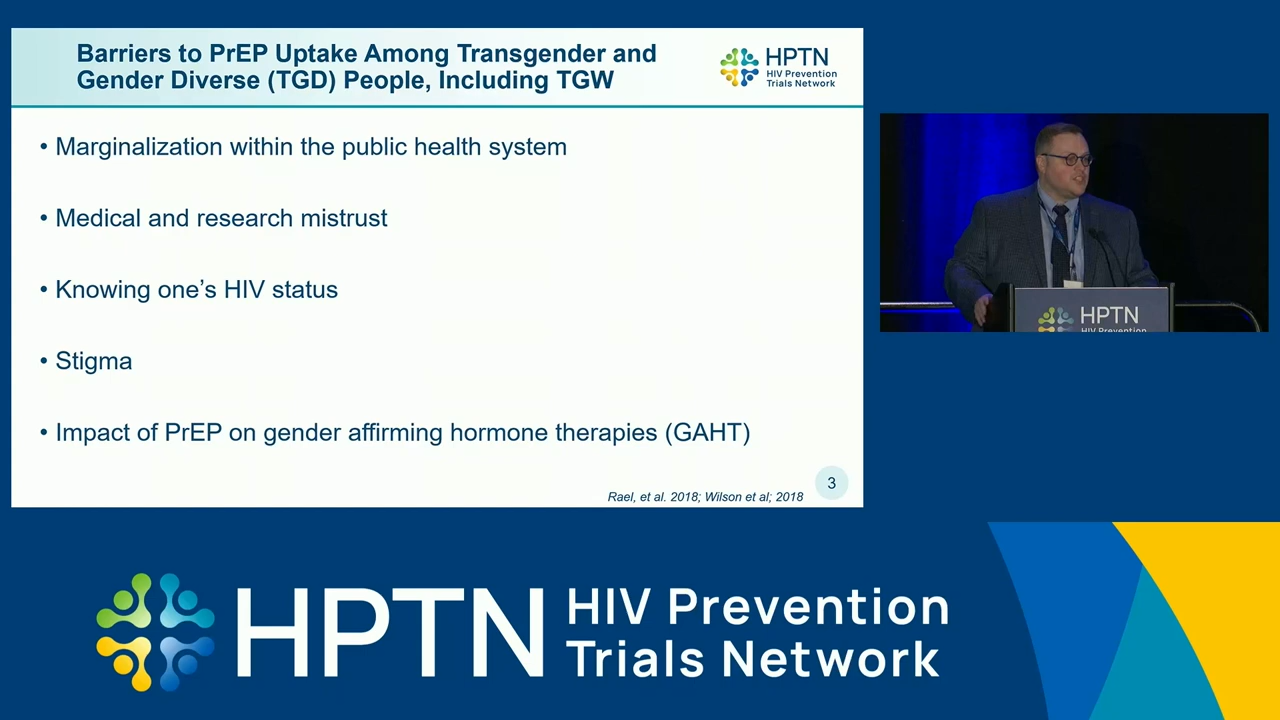 Barriers to PrEP Uptake Among Transgender and
Gender Diverse (TGD) People, Including TGW
HPTN
HIV Prevention
Trials Network
• Marginalization within the public health system
• Medical and research mistrust
• Knowing one’s HIV status
• Stigma
• Impact of PrEP on gender affirming hormone therapies (GAHT)
Rael, et al. 2018; Wilson et al; 2018
3
HPTN
HIV Prevention
HPTN
HIV Prevention
Trials Network